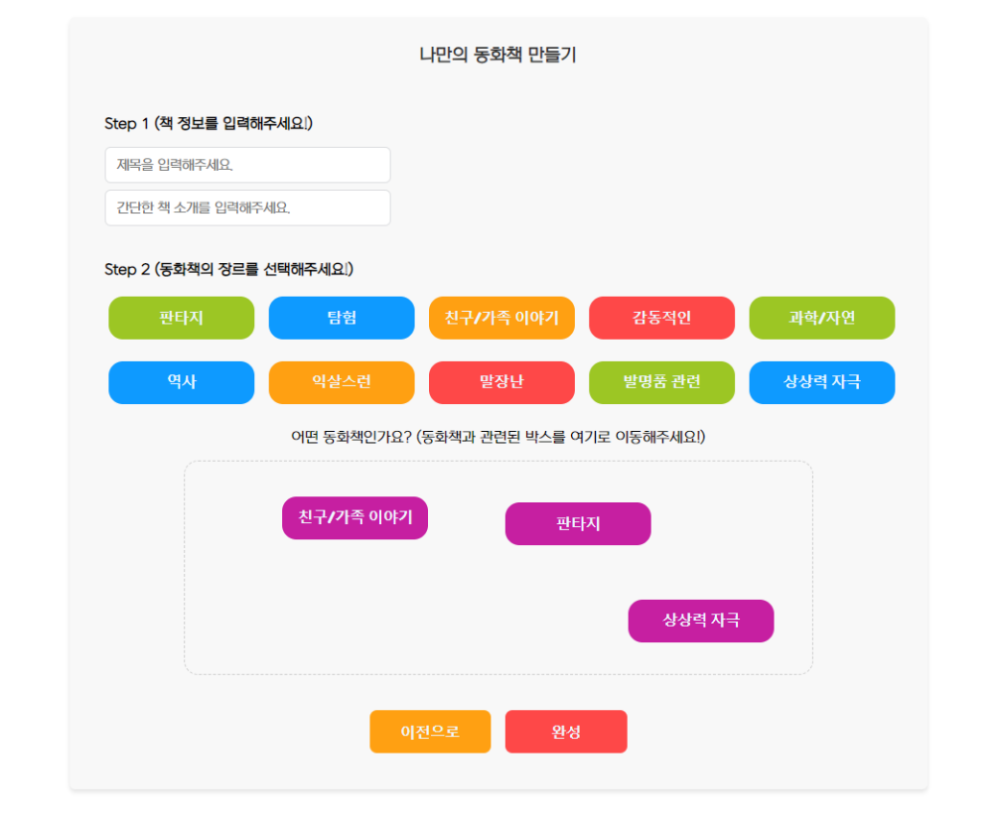 나만의 동화책 만들기
Step 1 (책 정보를 입력해주세요!)
제목을 입력해주세요.
간단한 책 소개를 입력해주세요.
Step 2 (동화책의 장르를 선택해주세요!)
판타지 탐험 친구/가족 이야기 감동적인 과학/자연
역사 익살스런 말장난 발명품 관련 상상력 자극
어떤 동화책인가요? (동화책과 관련된 박스를 여기로 이동해주세요!)
친구/가족 이야기 판타지
상상력 자극
이전으로 완성